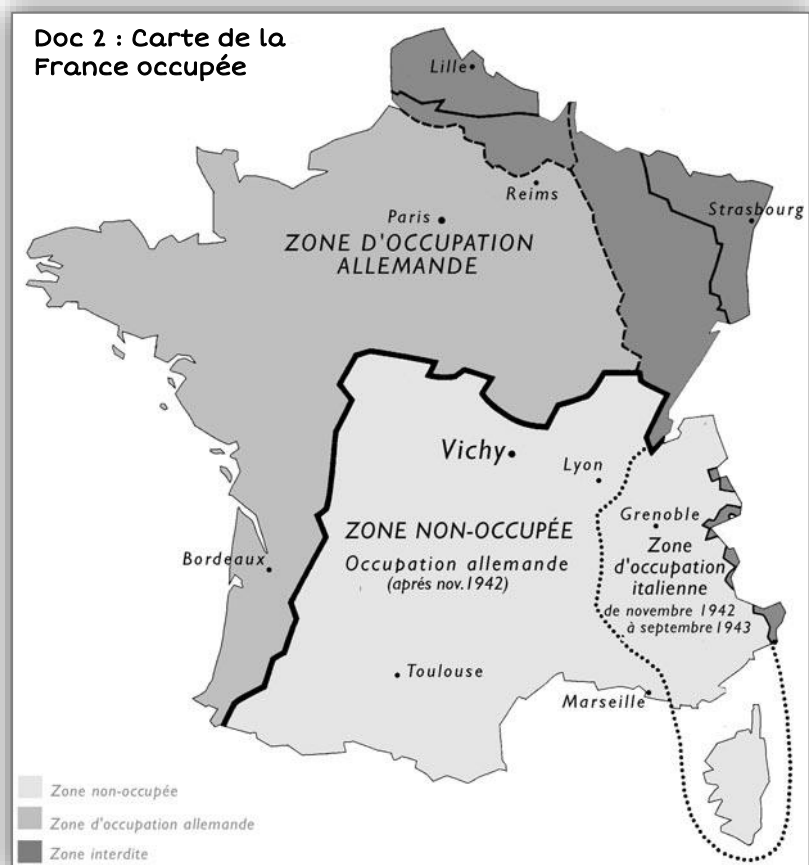 Doc 2 : Carte de la
France occupée
Lille
Reims
Strasbourg
Paris
ZONE D'OCCUPATION
ALLEMANDE
Vichy
Lyon
Grenoble
ZONE NON-OCCUPÉE
Occupation allemande
(aprés nov. 1942)
Zone
d'occupation
italienne
de novembre 1942
à septembre 1943
Bordeaux
Toulouse
Marseille
Zone non-occupée
Zone d'occupation allemande
Zone interdite